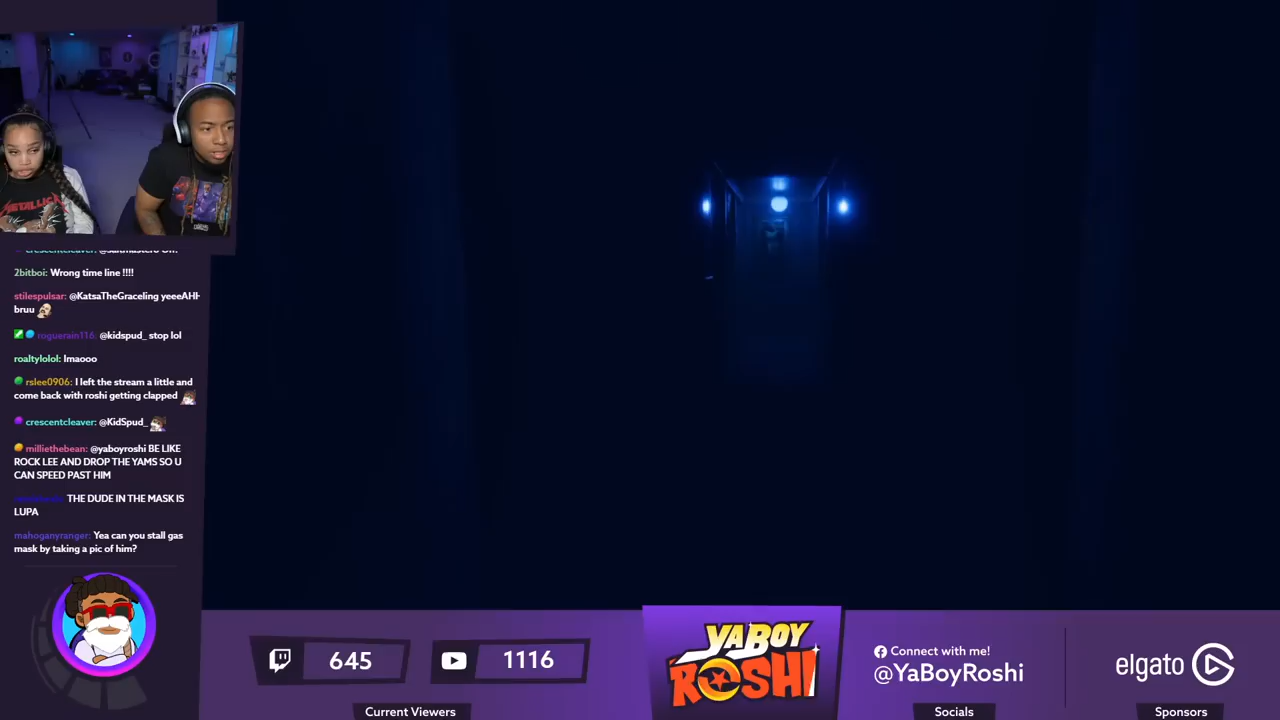 METALLICA
2bitboi: Wrong time line !!!!
stilespulsar: @KatsaTheGraceling yeeeAHH
bruu
roguerain116: @kidspud_ stop lol
roaltylolol: lmaooo
rslee0906: I left the stream a little and
come back with roshi getting clapped
crescentcleaver: @KidSpud_
milliethebean: @yaboyroshi BE LIKE
ROCK LEE AND DROP THE YAMS SO U
CAN SPEED PAST HIM
THE DUDE IN THE MASK IS
LUPA
mahoganyranger: Yea can you stall gas
mask by taking a pic of him?
645
1116
Current Viewers
YABOY
ROSHI
Connect with me!
@YaBoyRoshi
Socials
elgato
Sponsors